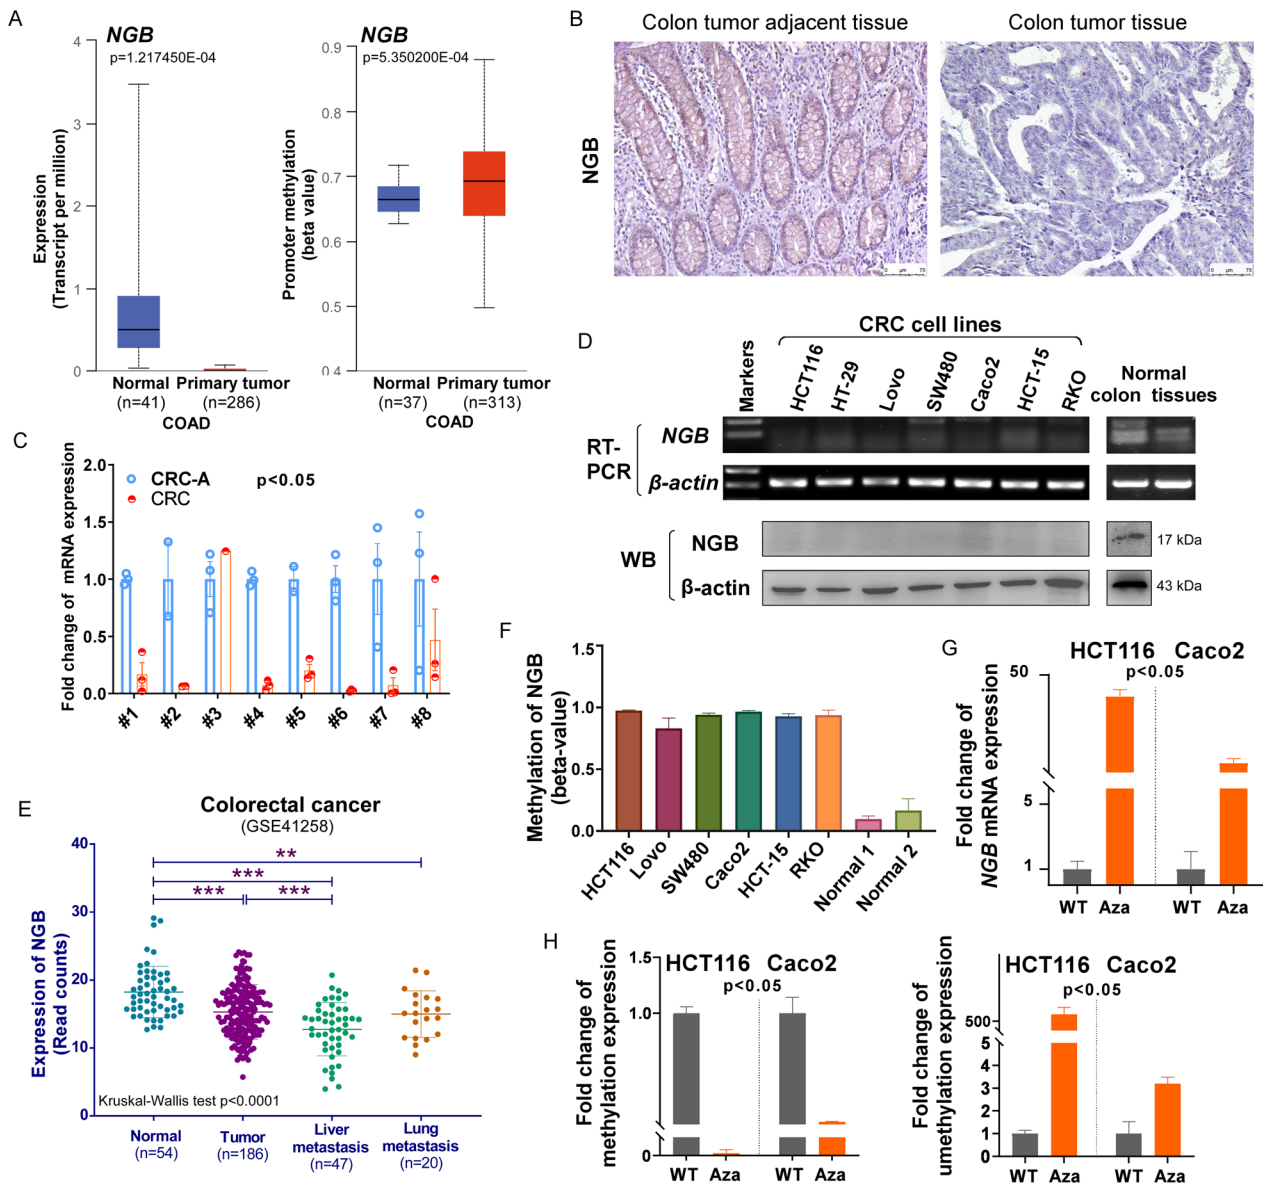 A
NGB
p=1.217450E-04
Expression
(Transcript per million)
4
3
2
1
0
Normal
(n=41)
Primary tumor
(n=286)
COAD
NGB
p=5.350200E-04
Promoter methylation
(beta value)
0.9
0.8
0.7
0.6
0.5
0.4
Normal
(n=37)
Primary tumor
(n=313)
COAD
B
Colon tumor adjacent tissue
Colon tumor tissue
NGB
0 µm 75
0 µm 75
C
Fold change of mRNA expression
2.0
1.5
1.0
0.5
0.0
CRC-A
CRC
p<0.05
#1
#2
#3
#4
#5
#6
#7
#8
D
CRC cell lines
Markers
HCT116
HT-29
Lovo
SW480
Caco2
HCT-15
RKO
Normal
colon tissues
RT-
PCR
NGB
β-actin
WB
NGB
17 kDa
β-actin
43 kDa
E
Colorectal cancer
(GSE41258)
Expression of NGB
(Read counts)
40
30
20
10
0
**
***
*** ***
Kruskal-Wallis test p<0.0001
Normal
(n=54)
Tumor
(n=186)
Liver
metastasis
(n=47)
Lung
metastasis
(n=20)
F
Methylation of NGB
(beta-value)
1.5
1.0
0.5
0.0
HCT116
Lovo
SW480
Caco2
HCT-15
RKO
Normal 1
Normal 2
G
HCT116 Caco2
p<0.05
Fold change of
NGB mRNA expression
50
5
1
WT Aza WT Aza
H
HCT116 Caco2
p<0.05
Fold change of
methylation expression
1.5
1.0
0
WT Aza WT Aza
HCT116 Caco2
p<0.05
Fold change of
umethylation expression
500
5
4
3
2
1
0
WT Aza WT Aza